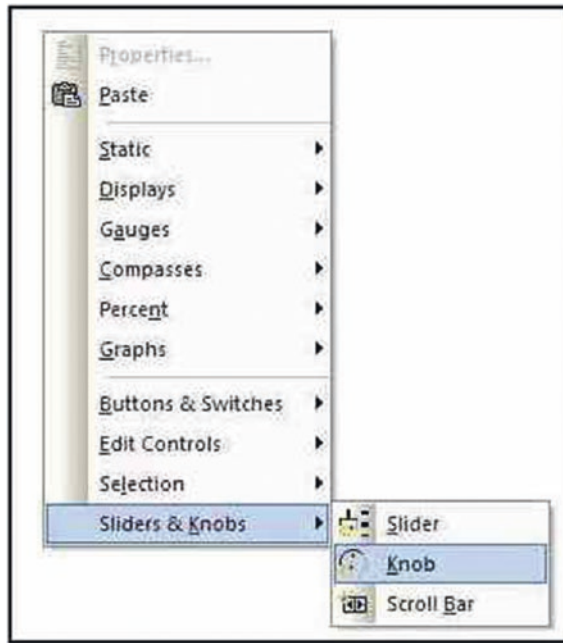 Properties...
Paste
Static
Displays
Gauges
Compasses
Percent
Graphs
Buttons & Switches
Edit Controls
Selection
Sliders & Knobs
Slider
Knob
Scroll Bar